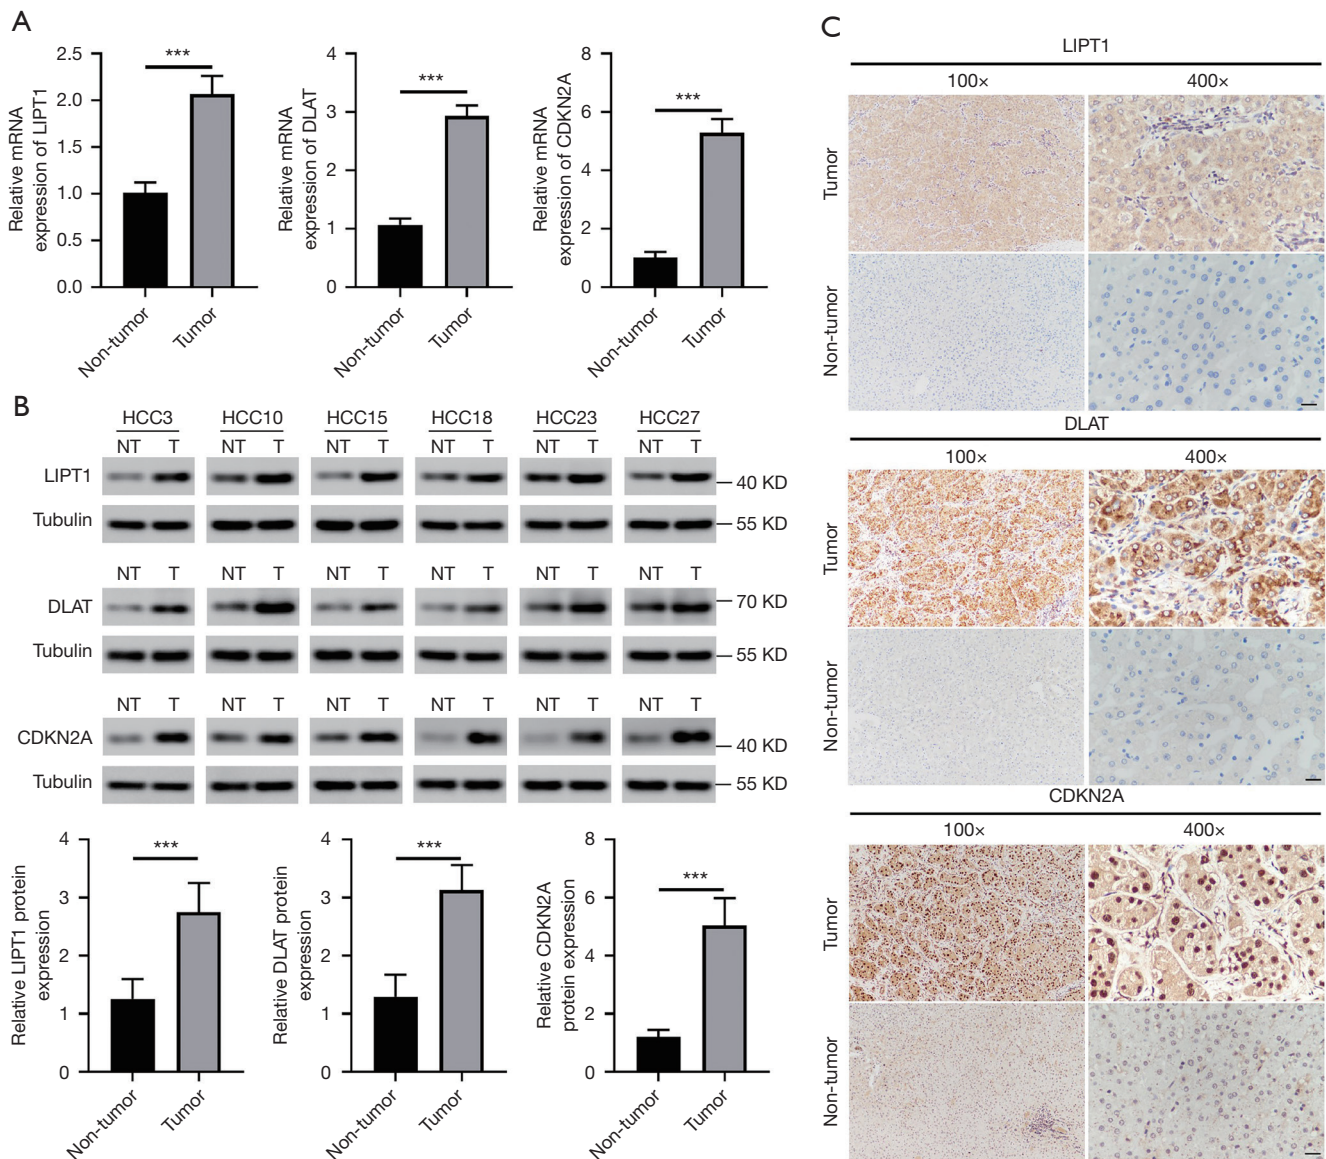 A
Relative mRNA
expression of LIPT1
2.5
2.0
1.5
1.0
0.5
0.0
***
Non-tumor
Tumor
Relative mRNA
expression of DLAT
4
3
2
1
0
***
Non-tumor
Tumor
Relative mRNA
expression of CDKN2A
8
6
4
2
0
***
Non-tumor
Tumor
B
HCC3 HCC10 HCC15 HCC18 HCC23 HCC27
NT T NT T NT T NT T NT T NT T
LIPT1 40 KD
Tubulin 55 KD
NT T NT T NT T NT T NT T NT T
DLAT 70 KD
Tubulin 55 KD
NT T NT T NT T NT T NT T NT T
CDKN2A 40 KD
Tubulin 55 KD
Relative LIPT1 protein
expression
4
3
2
1
0
***
Non-tumor
Tumor
Relative DLAT protein
expression
4
3
2
1
0
***
Non-tumor
Tumor
Relative CDKN2A
protein expression
8
6
4
2
0
***
Non-tumor
Tumor
C
LIPT1
100× 400×
Tumor
Non-tumor
DLAT
100× 400×
Tumor
Non-tumor
CDKN2A
100× 400×
Tumor
Non-tumor